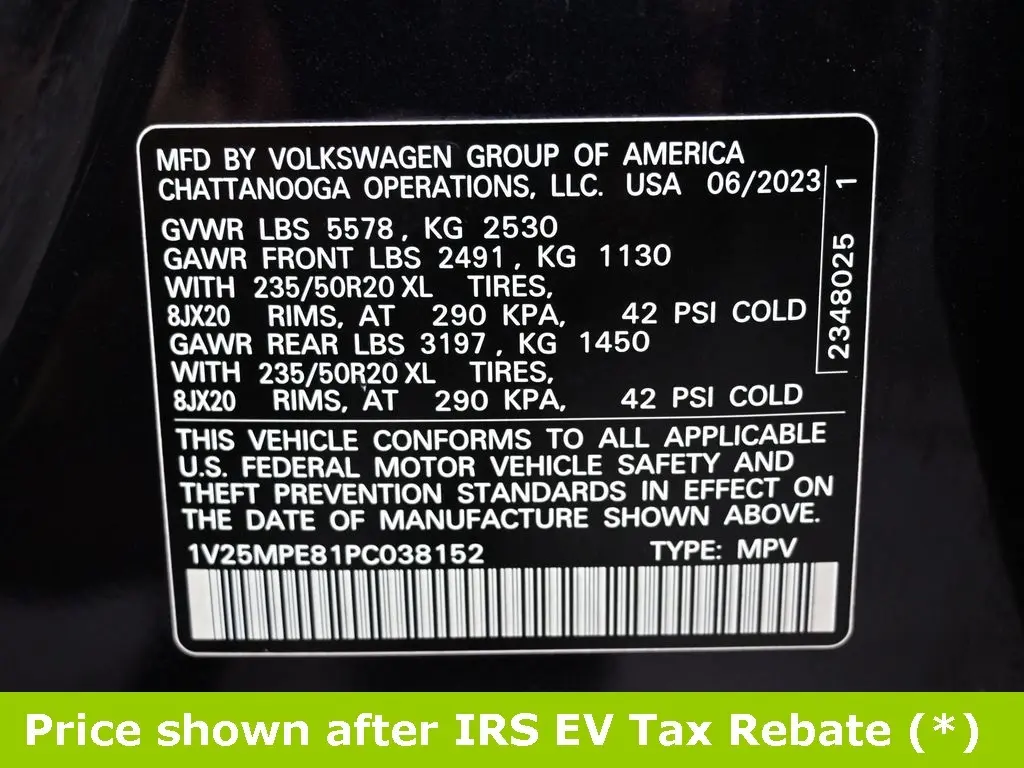 MFD BY VOLKSWAGEN GROUP OF AMERICA
CHATTANOOGA OPERATIONS, LLC. USA 06/2023
GVWR LBS 5578, KG 2530
GAWR FRONT LBS 2491, KG 1130
WITH 235/50R20 XL TIRES,
8JX20 RIMS, AT 290 KPA, 42 PSI COLD
GAWR REAR LBS 3197, KG 1450
WITH 235/50R20 XL TIRES,
8JX20 RIMS, AT 290 KPA, 42 PSI COLD
2348025 1
THIS VEHICLE CONFORMS TO ALL APPLICABLE
U.S. FEDERAL MOTOR VEHICLE SAFETY AND
THEFT PREVENTION STANDARDS IN EFFECT ON
THE DATE OF MANUFACTURE SHOWN ABOVE.
1V25MPE81PC038152 TYPE: MPV
Price shown after IRS EV Tax Rebate (*)